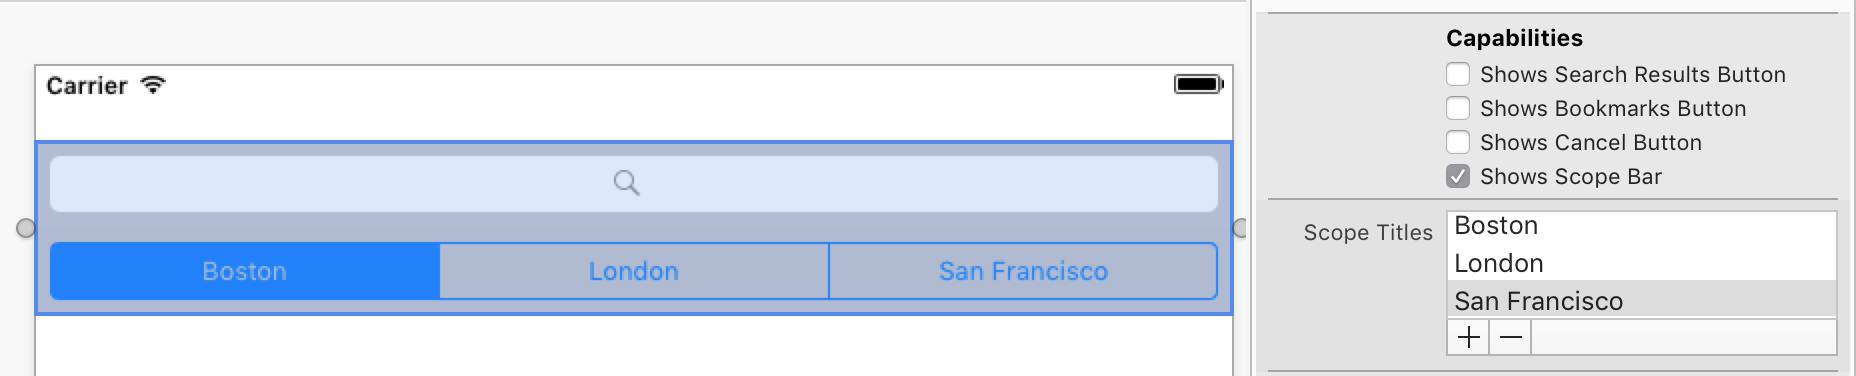 Carrier
Boston London San Francisco
Capabilities
Shows Search Results Button
Shows Bookmarks Button
Shows Cancel Button
Shows Scope Bar
Scope Titles
Boston
London
San Francisco